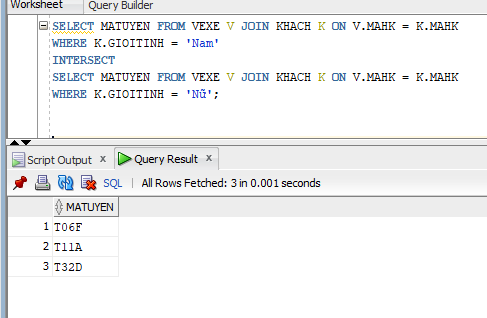 Worksheet Query Builder
SELECT MATUYEN FROM VEXE V JOIN KHACH K ON V.MAHK = K.MAHK
WHERE K.GIOITINH = 'Nam'
INTERSECT
SELECT MATUYEN FROM VEXE V JOIN KHACH K ON V.MAHK = K.MAHK
WHERE K.GIOITINH = 'Nữ';
Script Output x Query Result x
SQL | All Rows Fetched: 3 in 0.001 seconds
MATUYEN
1 T06F
2 T11A
3 T32D